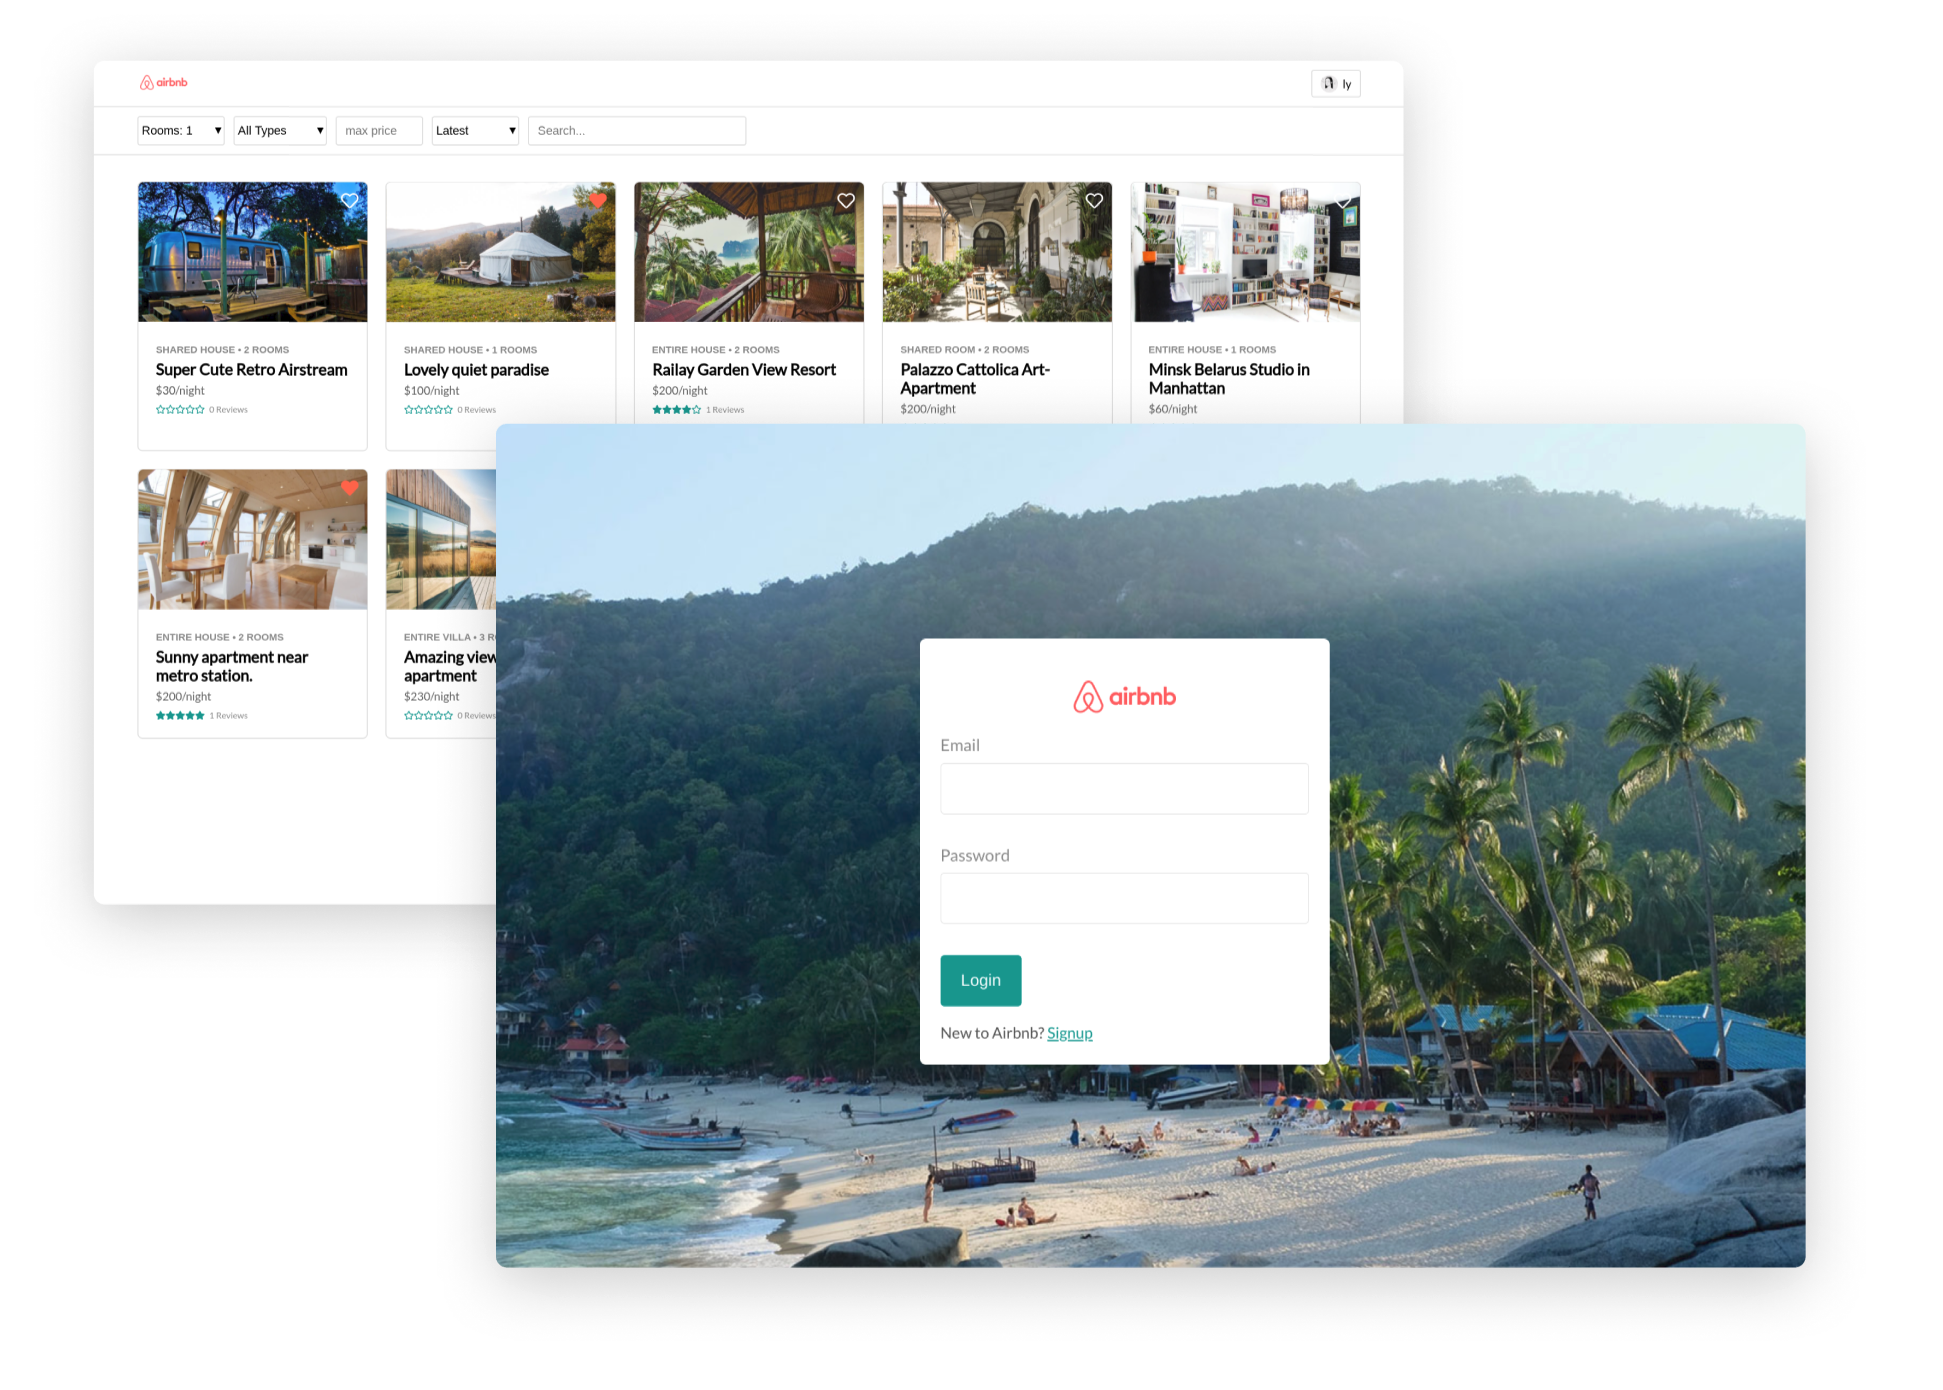 airbnb
ly
Rooms: 1
All Types
max price
Latest
Search...
SHARED HOUSE • 2 ROOMS
Super Cute Retro Airstream
$30/night
0 Reviews
SHARED HOUSE • 1 ROOMS
Lovely quiet paradise
$100/night
0 Reviews
ENTIRE HOUSE • 2 ROOMS
Railay Garden View Resort
$200/night
1 Reviews
SHARED ROOM • 2 ROOMS
Palazzo Cattolica Art-
Apartment
$200/night
ENTIRE HOUSE • 1 ROOMS
Minsk Belarus Studio in
Manhattan
$60/night
ENTIRE HOUSE • 2 ROOMS
Sunny apartment near
metro station.
$200/night
1 Reviews
ENTIRE VILLA • 3 R
Amazing view
apartment
$230/night
0 Reviews
airbnb
Email
Password
Login
New to Airbnb? Signup